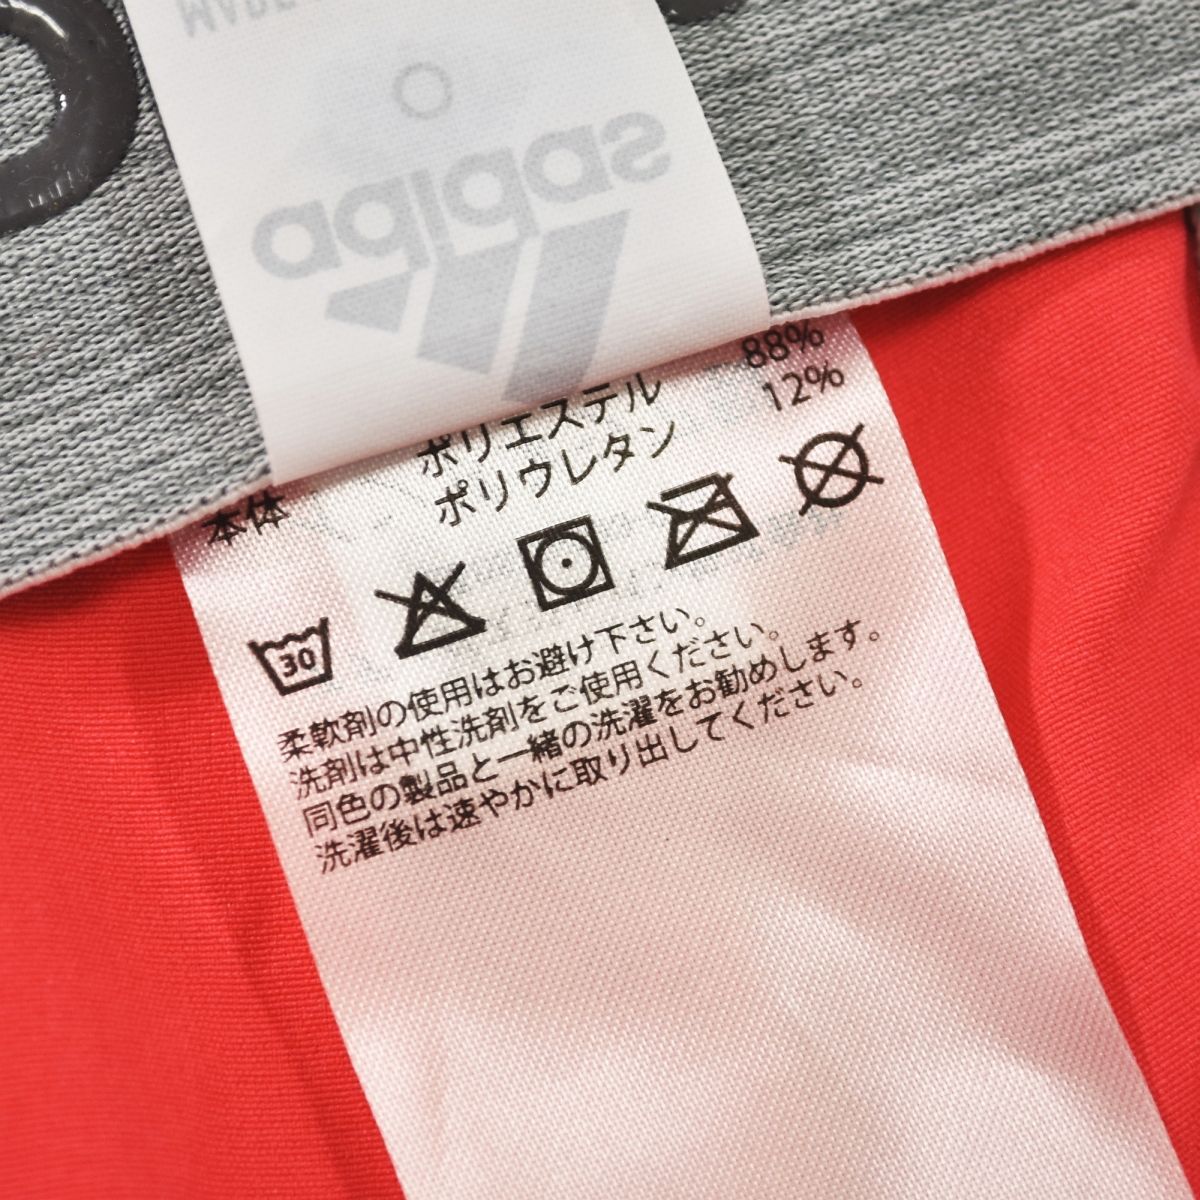 MADE
adidas
ポリエステル 88%
本体 ポリウレタン 12%
30
柔軟剤の使用はお避け下さい。
洗剤は中性洗剤をご使用ください。
同色の製品と一緒の洗濯をお勧めします。
洗濯後は速やかに取り出してください。